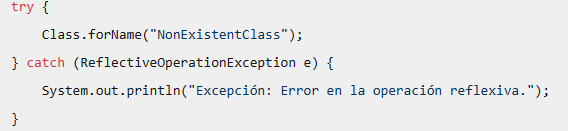 try {
    Class.forName("NonExistentClass");
} catch (ReflectiveOperationException e) {
    System.out.println("Excepción: Error en la operación reflexiva.");
}